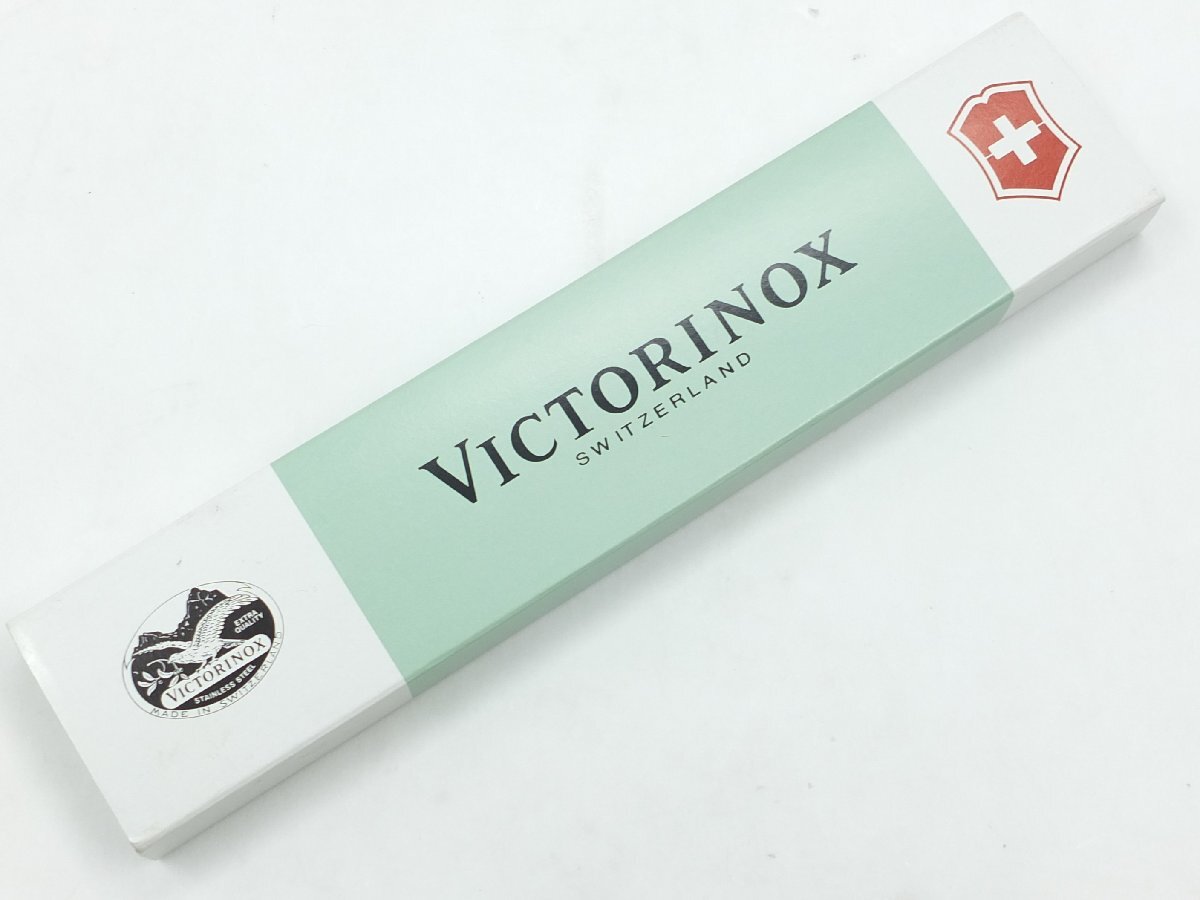 VICTORINOX
SWITZERLAND
EXTRA
QUALITY
VICTORINOX
STAINLESS STEEL
MADE IN SWITZERLAND